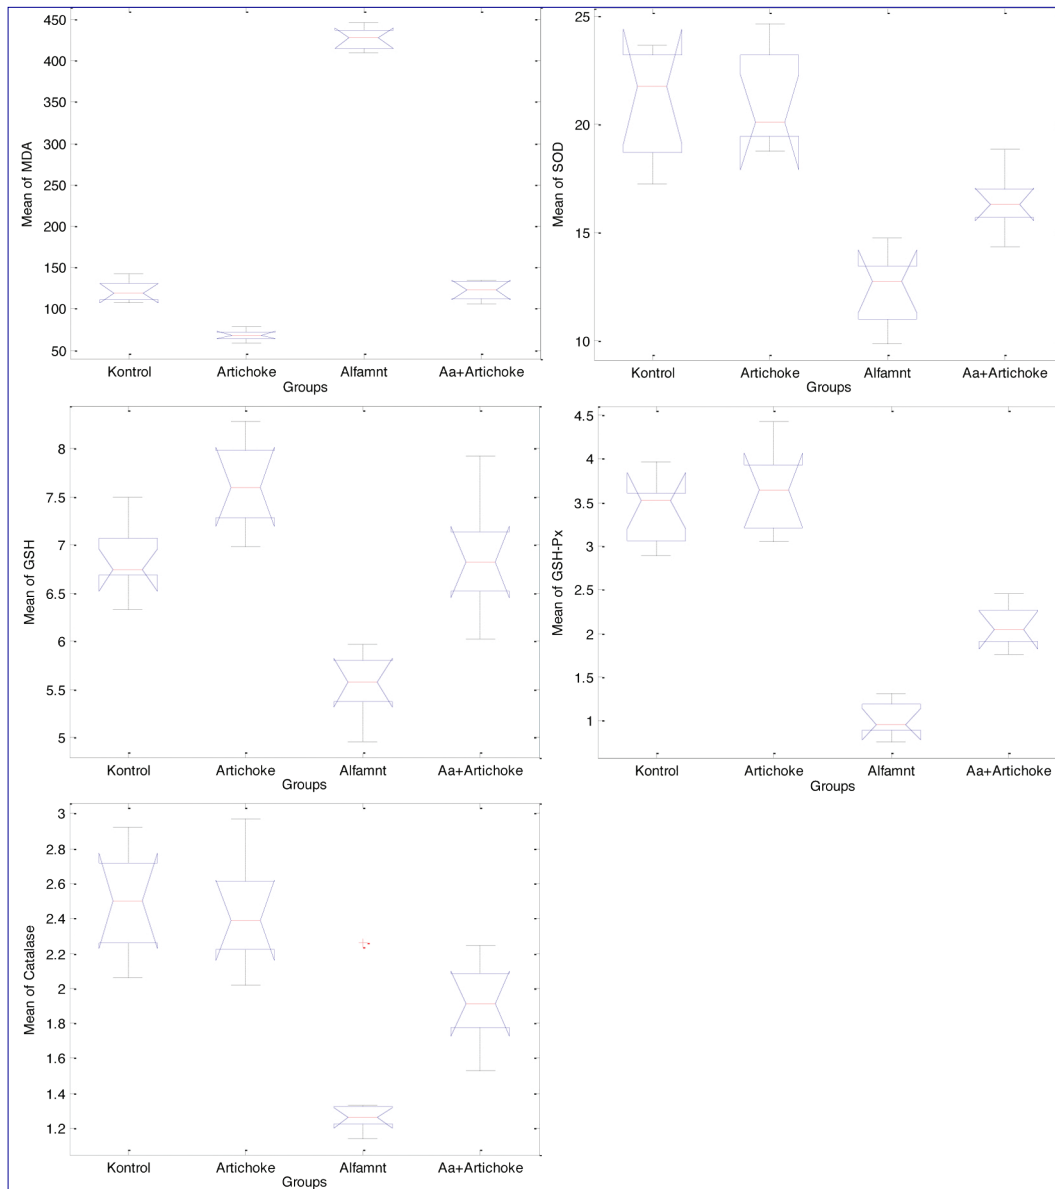 Mean of MDA
450
400
350
300
250
200
150
100
50
Kontrol Artichoke Alfamnt Aa+Artichoke
Groups
Mean of SOD
25
20
15
10
Kontrol Artichoke Alfamnt Aa+Artichoke
Groups
Mean of GSH
8
7.5
7
6.5
6
5.5
5
Kontrol Artichoke Alfamnt Aa+Artichoke
Groups
Mean of GSH-Px
4.5
4
3.5
3
2.5
2
1.5
1
Kontrol Artichoke Alfamnt Aa+Artichoke
Groups
Mean of Catalase
3
2.8
2.6
2.4
2.2
2
1.8
1.6
1.4
1.2
Kontrol Artichoke Alfamnt Aa+Artichoke
Groups